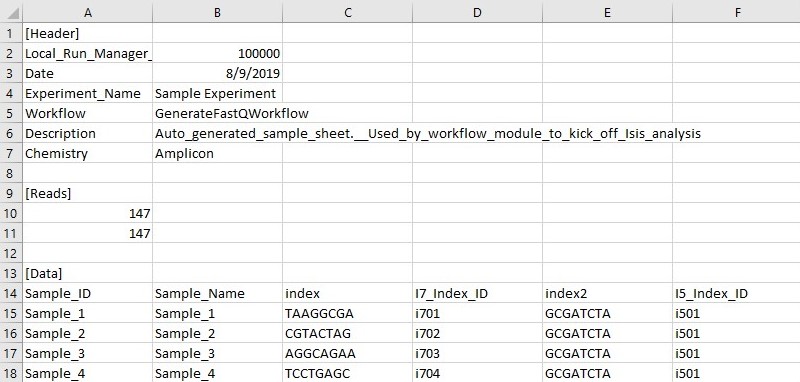 A B C D E F
1 [Header]
2 Local_Run_Manager_ 100000
3 Date 8/9/2019
4 Experiment_Name Sample Experiment
5 Workflow GenerateFastQWorkflow
6 Description Auto_generated_sample_sheet.__Used_by_workflow_module_to_kick_off_Isis_analysis
7 Chemistry Amplicon
8
9 [Reads]
10 147
11 147
12
13 [Data]
14 Sample_ID Sample_Name index I7_Index_ID index2 I5_Index_ID
15 Sample_1 Sample_1 TAAGGCGA i701 GCGATCTA i501
16 Sample_2 Sample_2 CGTACTAG i702 GCGATCTA i501
17 Sample_3 Sample_3 AGGCAGAA i703 GCGATCTA i501
18 Sample_4 Sample_4 TCCTGAGC i704 GCGATCTA i501